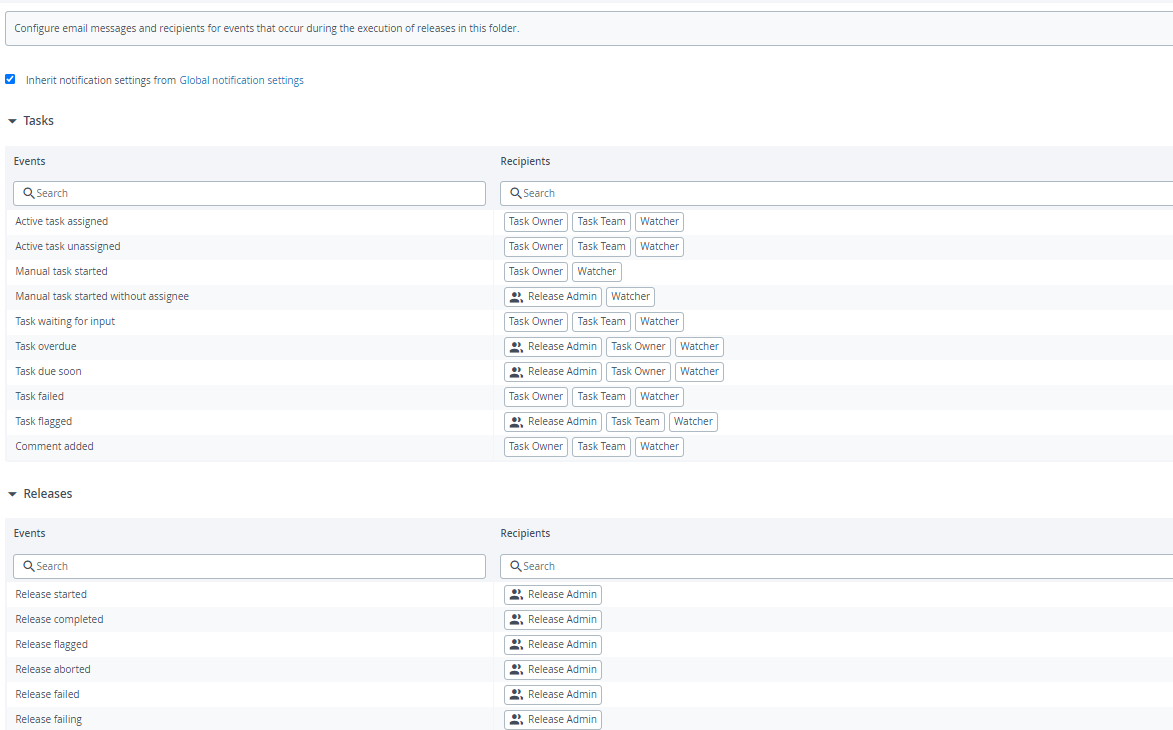 Configure email messages and recipients for events that occur during the execution of releases in this folder.
Inherit notification settings from Global notification settings
Tasks
Events Recipients
Search Search
Active task assigned Task Owner Task Team Watcher
Active task unassigned Task Owner Task Team Watcher
Manual task started Task Owner Watcher
Manual task started without assignee Release Admin Watcher
Task waiting for input Task Owner Task Team Watcher
Task overdue Release Admin Task Owner Watcher
Task due soon Release Admin Task Owner Watcher
Task failed Task Owner Task Team Watcher
Task flagged Release Admin Task Team Watcher
Comment added Task Owner Task Team Watcher
Releases
Events Recipients
Search Search
Release started Release Admin
Release completed Release Admin
Release flagged Release Admin
Release aborted Release Admin
Release failed Release Admin
Release failing Release Admin